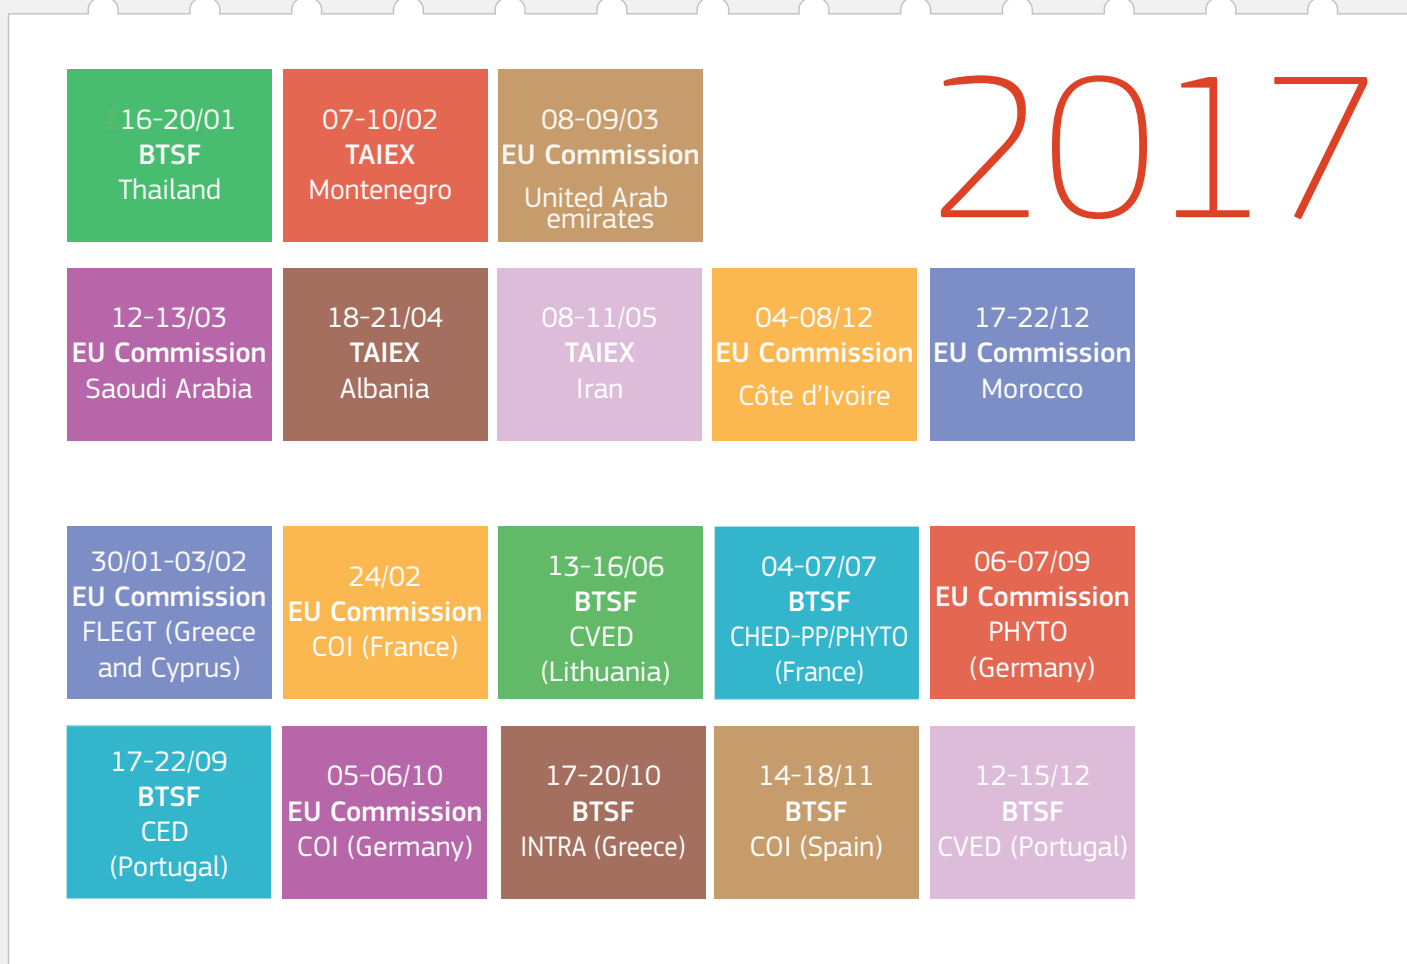 2017
16-20/01
BTSF
Thailand
07-10/02
TAIEX
Montenegro
08-09/03
EU Commission
United Arab
emirates
12-13/03
EU Commission
Saoudi Arabia
18-21/04
TAIEX
Albania
08-11/05
TAIEX
Iran
04-08/12
EU Commission
Côte d’Ivoire
17-22/12
EU Commission
Morocco
30/01-03/02
EU Commission
FLEGT (Greece
and Cyprus)
24/02
EU Commission
COI (France)
13-16/06
BTSF
CVED
(Lithuania)
04-07/07
BTSF
CHED-PP/PHYTO
(France)
06-07/09
EU Commission
PHYTO
(Germany)
17-22/09
BTSF
CED
(Portugal)
05-06/10
EU Commission
COI (Germany)
17-20/10
BTSF
INTRA (Greece)
14-18/11
BTSF
COI (Spain)
12-15/12
BTSF
CVED (Portugal)